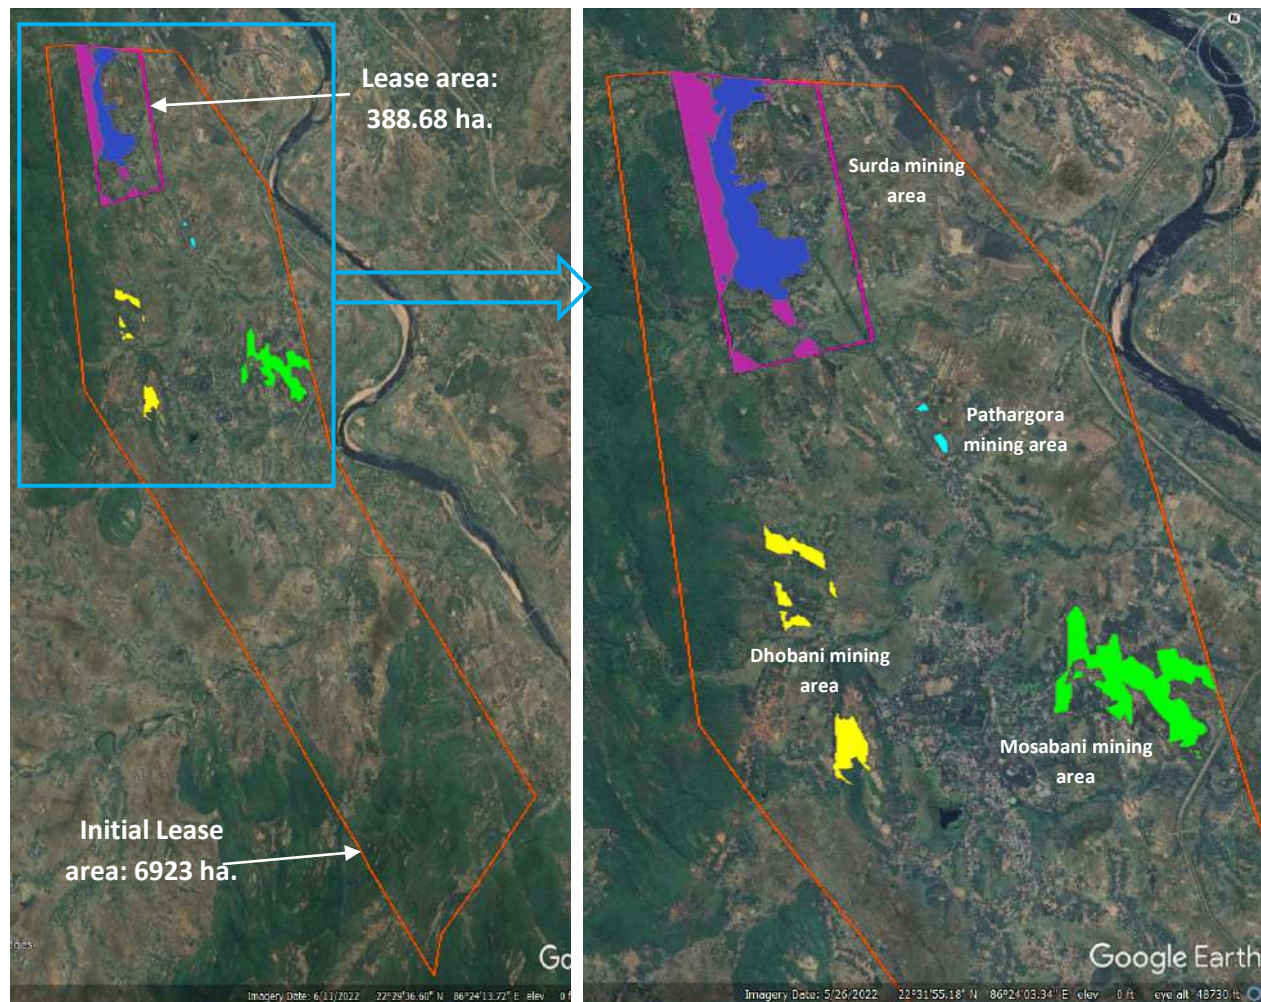 Lease area:
388.68 ha.
Initial Lease
area: 6923 ha.
Go
Imagery Date: 6/11/2022 22°29'36.60" N 86°24'13.72" E elev 0 f
N
Surda mining
area
Pathargora
mining area
Dhobani mining
area
Mosabani mining
area
Google Earth
Imagery Date: 5/26/2022 22°31'55.18" N 86°24'03.34" E elev 0 ft eye alt 48730 ft